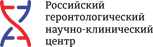 Российский
геронтологический
научно-клинический
центр